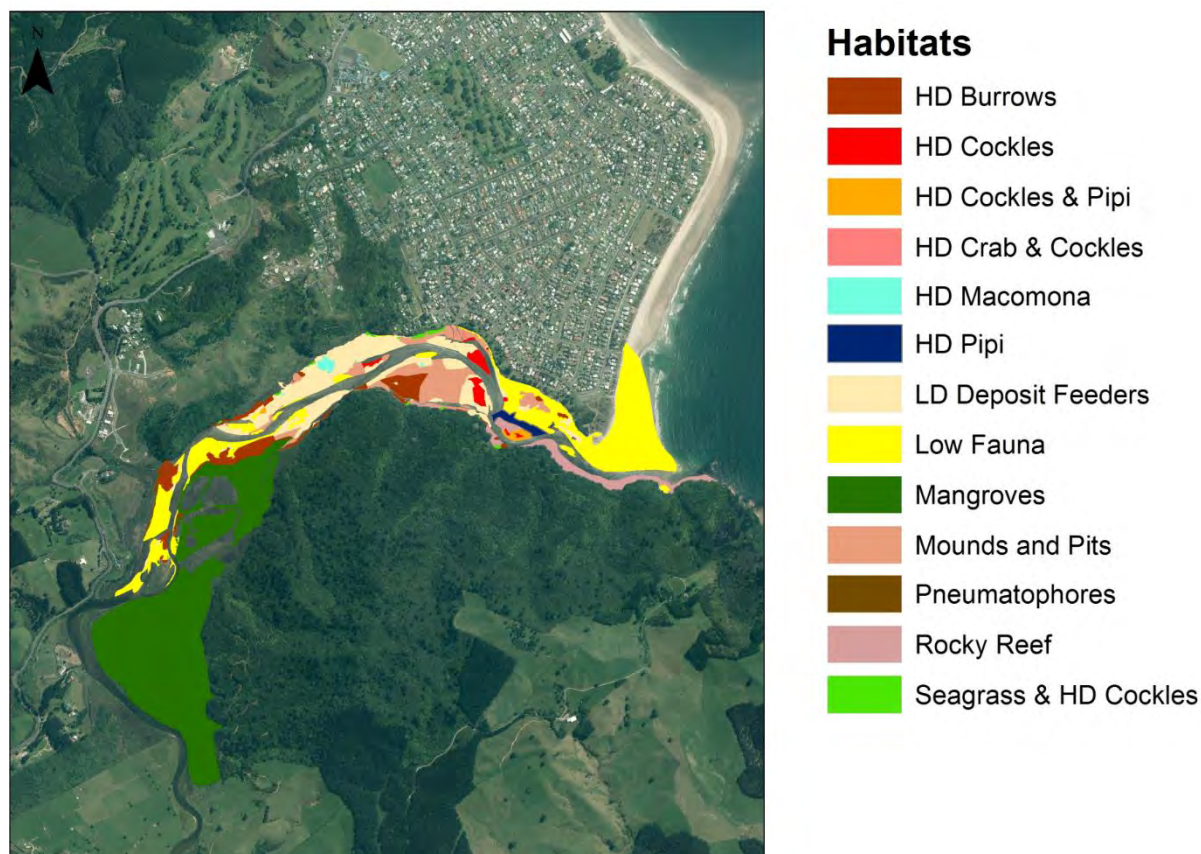 N
Habitats
HD Burrows
HD Cockles
HD Cockles & Pipi
HD Crab & Cockles
HD Macomona
HD Pipi
LD Deposit Feeders
Low Fauna
Mangroves
Mounds and Pits
Pneumatophores
Rocky Reef
Seagrass & HD Cockles